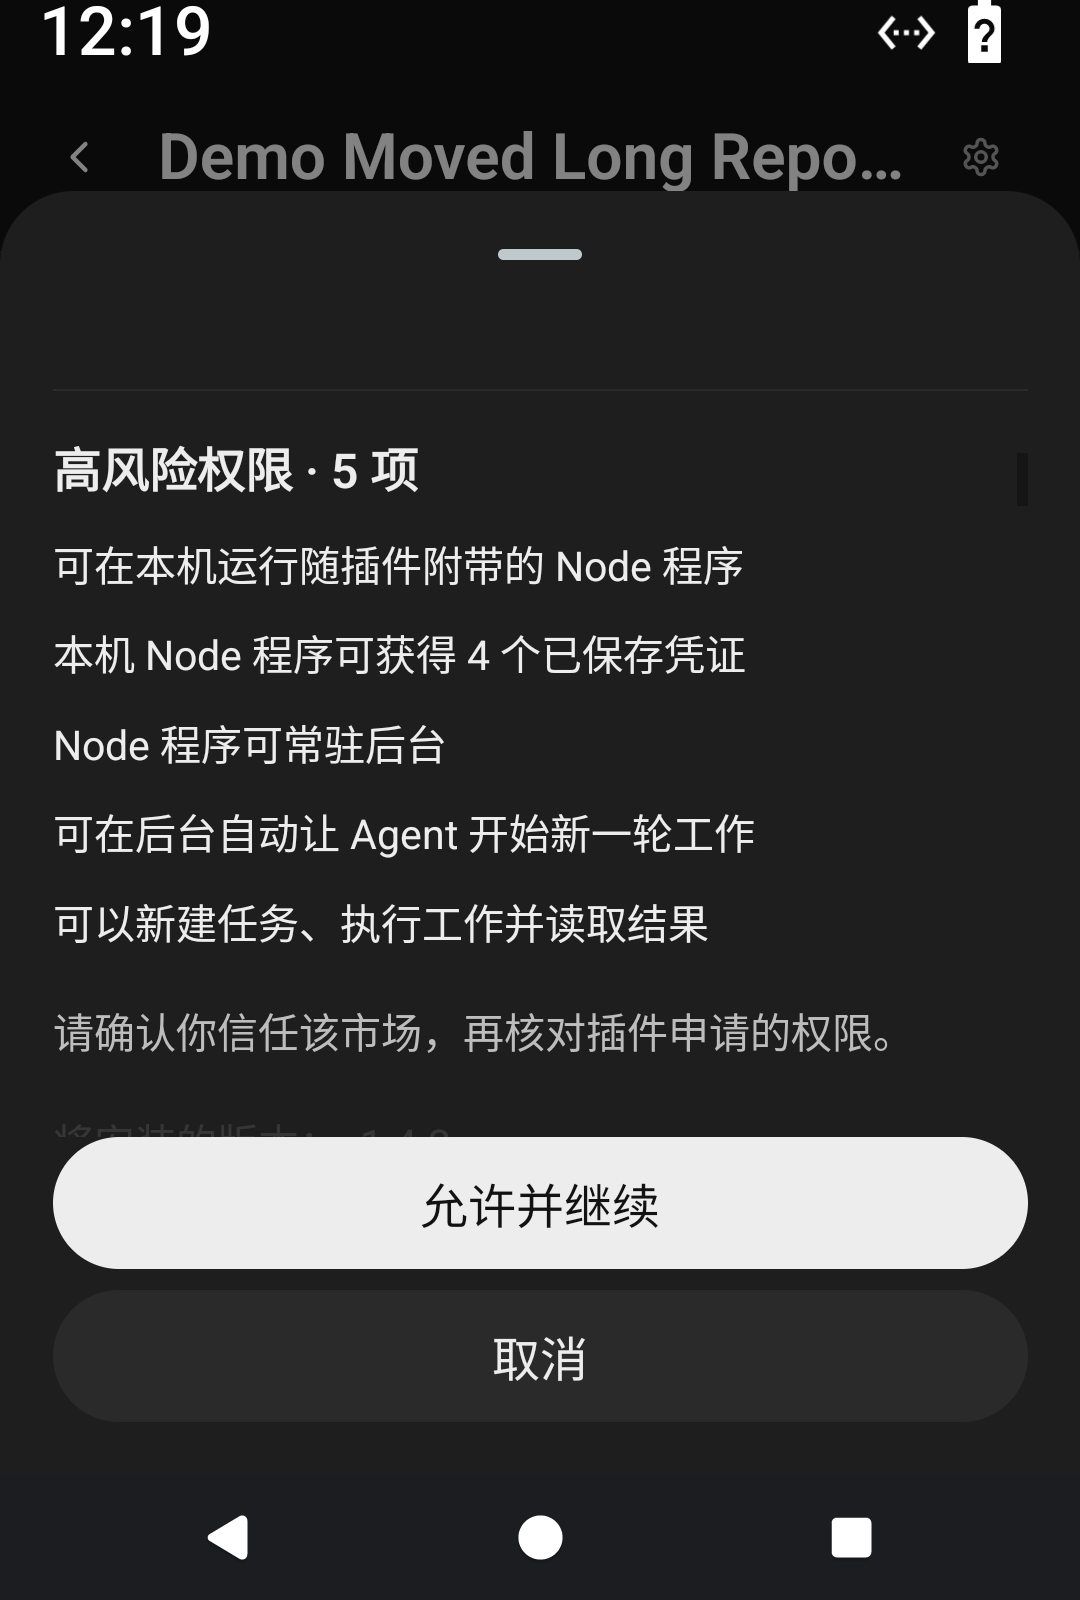 12:19
Demo Moved Long Repo...
高风险权限 · 5 项
可在本机运行随插件附带的 Node 程序
本机 Node 程序可获得 4 个已保存凭证
Node 程序可常驻后台
可在后台自动让 Agent 开始新一轮工作
可以新建任务、执行工作并读取结果
请确认你信任该市场，再核对插件申请的权限。
允许并继续
取消